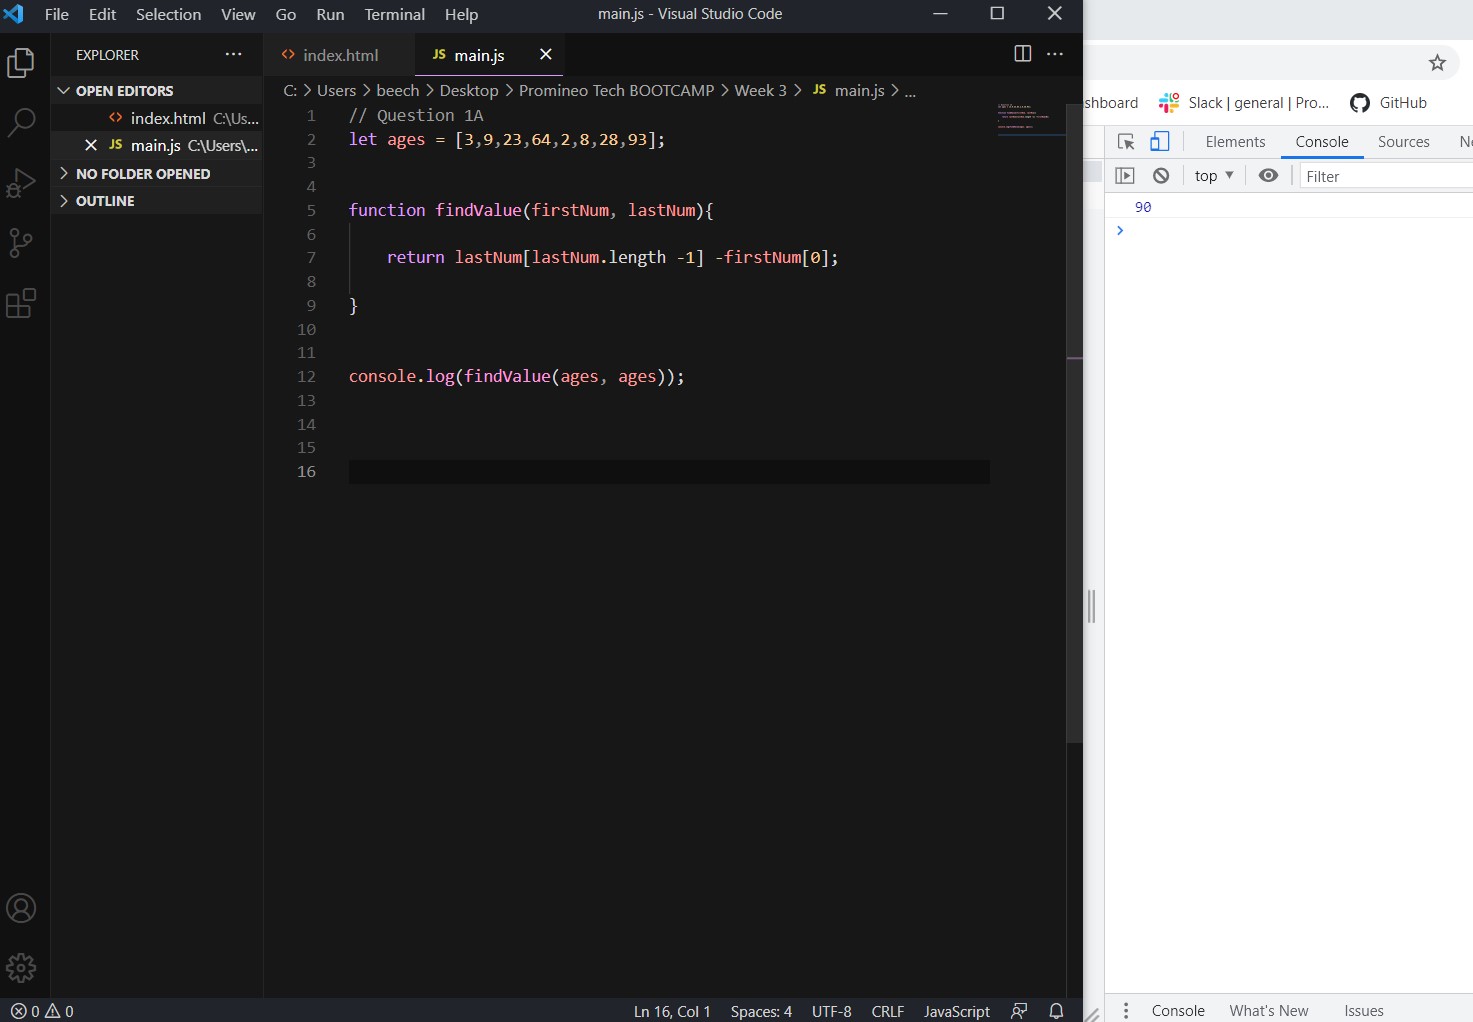 File Edit Selection View Go Run Terminal Help main.js - Visual Studio Code
EXPLORER
OPEN EDITORS
index.html C:\Us...
JS main.js C:\Users\...
NO FOLDER OPENED
OUTLINE
index.html JS main.js
C: > Users > beech > Desktop > Promineo Tech BOOTCAMP > Week 3 > JS main.js > ...
1 // Question 1A
2 let ages = [3,9,23,64,2,8,28,93];
3
4
5 function findValue(firstNum, lastNum){
6
7 return lastNum[lastNum.length -1] -firstNum[0];
8
9 }
10
11
12 console.log(findValue(ages, ages));
13
14
15
16
0 0 Ln 16, Col 1 Spaces: 4 UTF-8 CRLF JavaScript
shboard Slack | general | Pro... GitHub
Elements Console Sources Ne
top Filter
90
Console What's New Issues